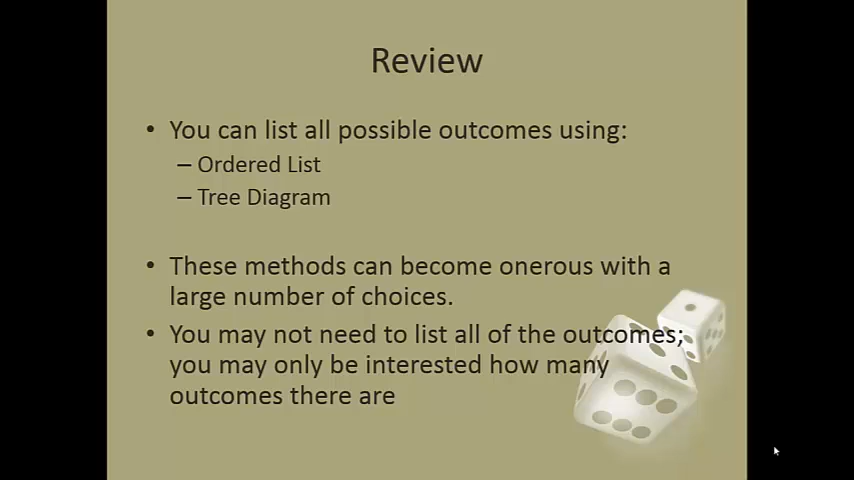 Review
• You can list all possible outcomes using:
– Ordered List
– Tree Diagram
• These methods can become onerous with a
large number of choices.
• You may not need to list all of the outcomes;
you may only be interested how many
outcomes there are